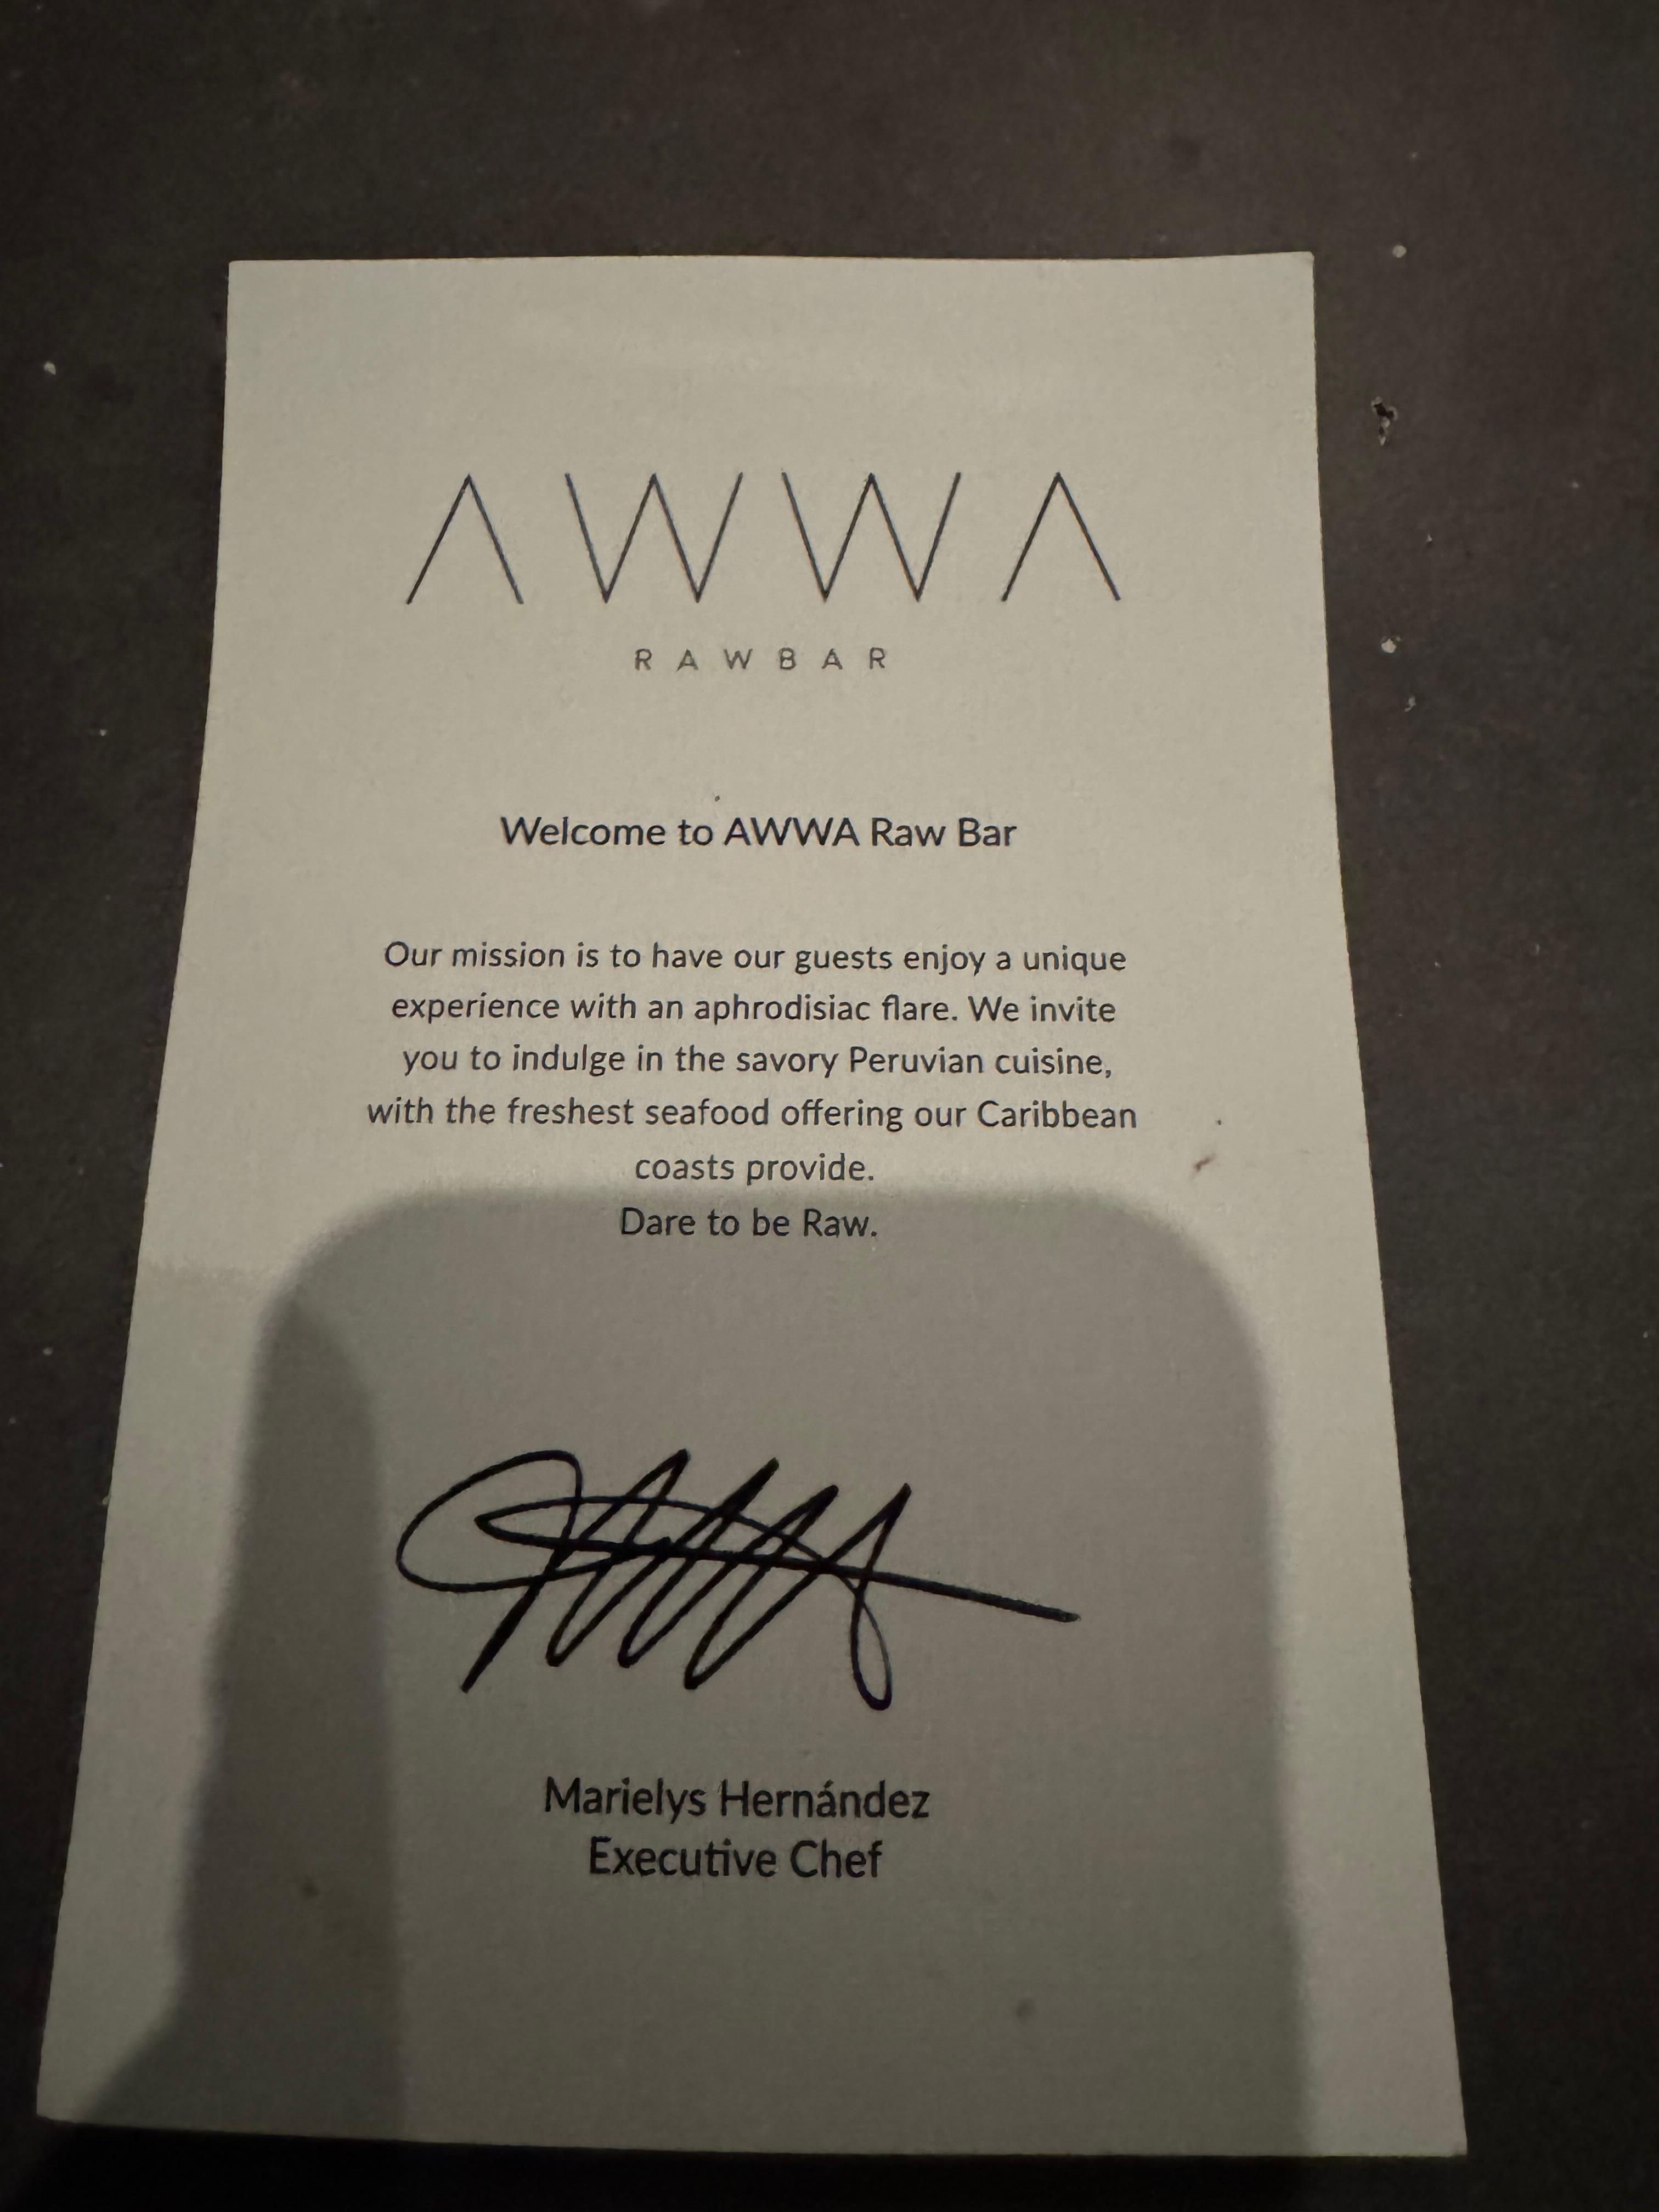 AWWA
RAWBAR
Welcome to AWWA Raw Bar
Our mission is to have our guests enjoy a unique
experience with an aphrodisiac flare. We invite
you to indulge in the savory Peruvian cuisine,
with the freshest seafood offering our Caribbean
coasts provide.
Dare to be Raw.
Marielys Hernández
Executive Chef